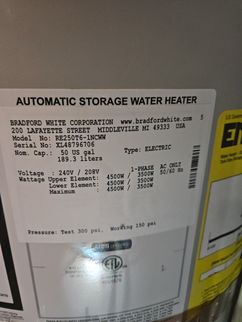 AUTOMATIC STORAGE WATER HEATER
BRADFORD WHITE CORPORATION www.bradfordwhite.com 5
200 LAFAYETTE STREET MIDDLEVILLE MI 49333 USA
Model No: RE250T6-1NCWW
Serial No: XL48796706
Nom. Cap.: 50 US gal Type: ELECTRIC
189.3 liters
1-PHASE AC ONLY
Voltage : 240V / 208V 50/60 Hz
Wattage Upper Element: 4500W / 3500W
Lower Element: 4500W / 3500W
Maximum 4500W / 3500W
Pressure: Test 300 psi. Working 150 psi